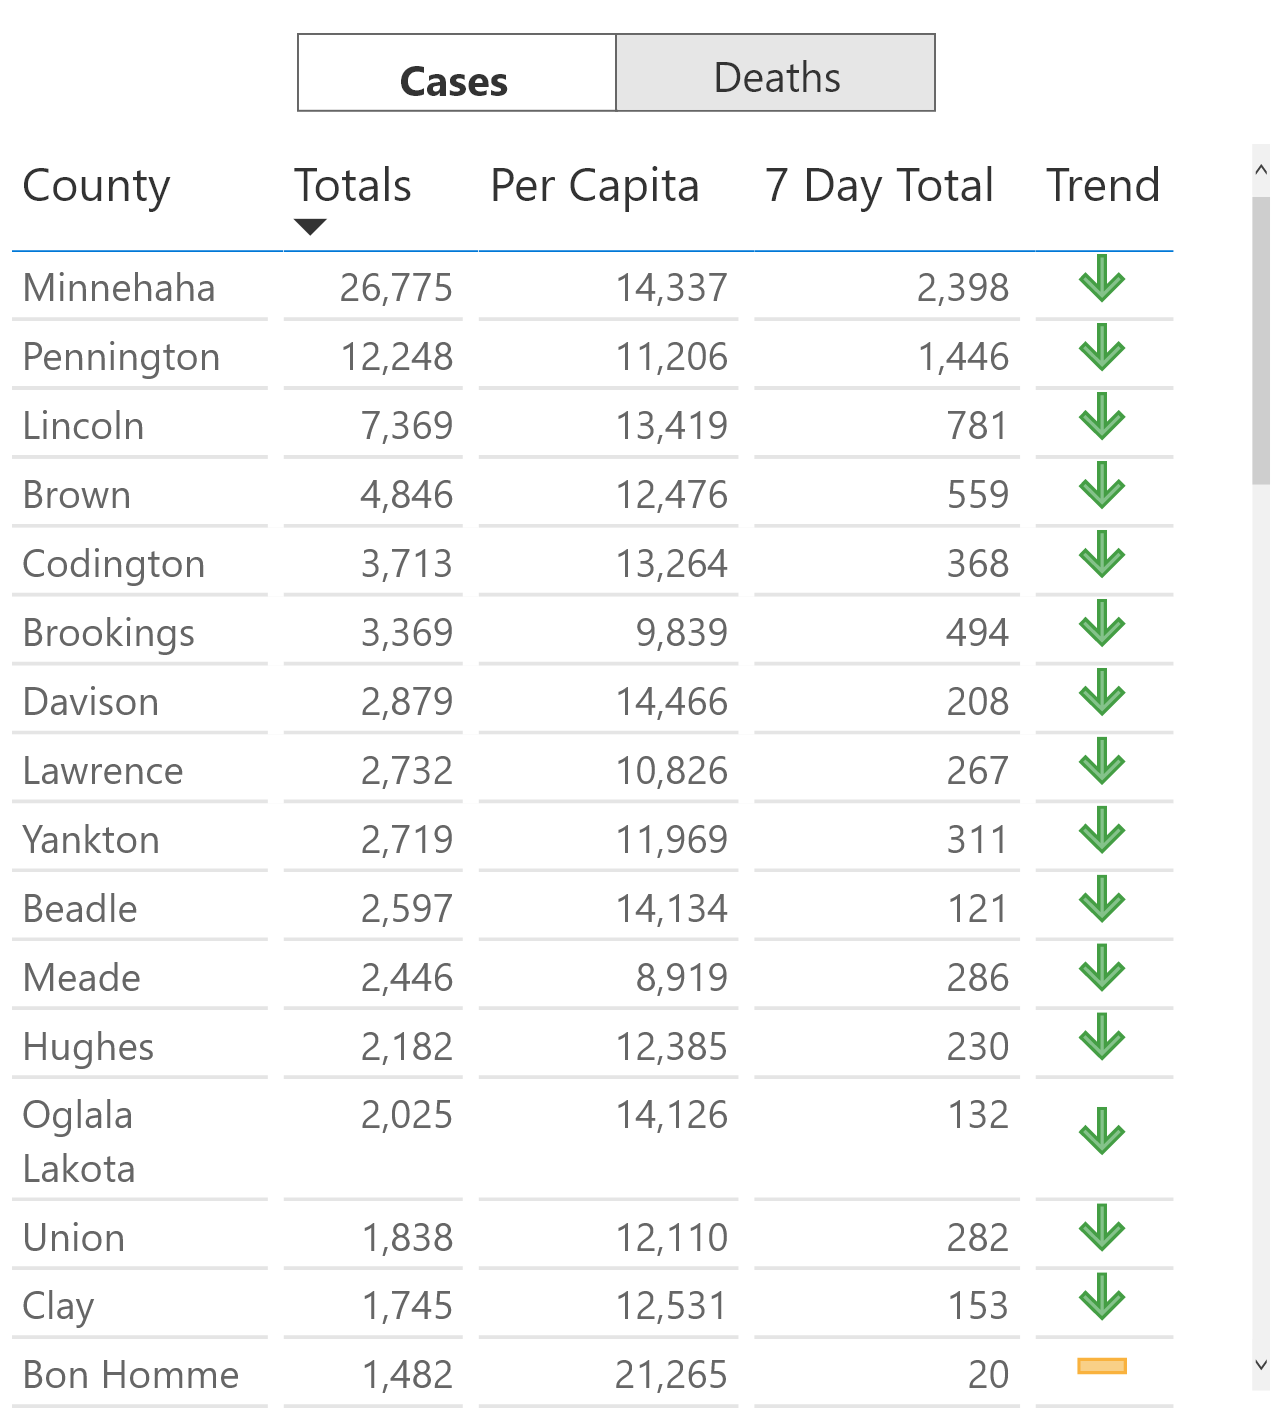 Cases Deaths
County Totals Per Capita 7 Day Total Trend
Minnehaha 26,775 14,337 2,398
Pennington 12,248 11,206 1,446
Lincoln 7,369 13,419 781
Brown 4,846 12,476 559
Codington 3,713 13,264 368
Brookings 3,369 9,839 494
Davison 2,879 14,466 208
Lawrence 2,732 10,826 267
Yankton 2,719 11,969 311
Beadle 2,597 14,134 121
Meade 2,446 8,919 286
Hughes 2,182 12,385 230
Oglala 2,025 14,126 132
Lakota
Union 1,838 12,110 282
Clay 1,745 12,531 153
Bon Homme 1,482 21,265 20